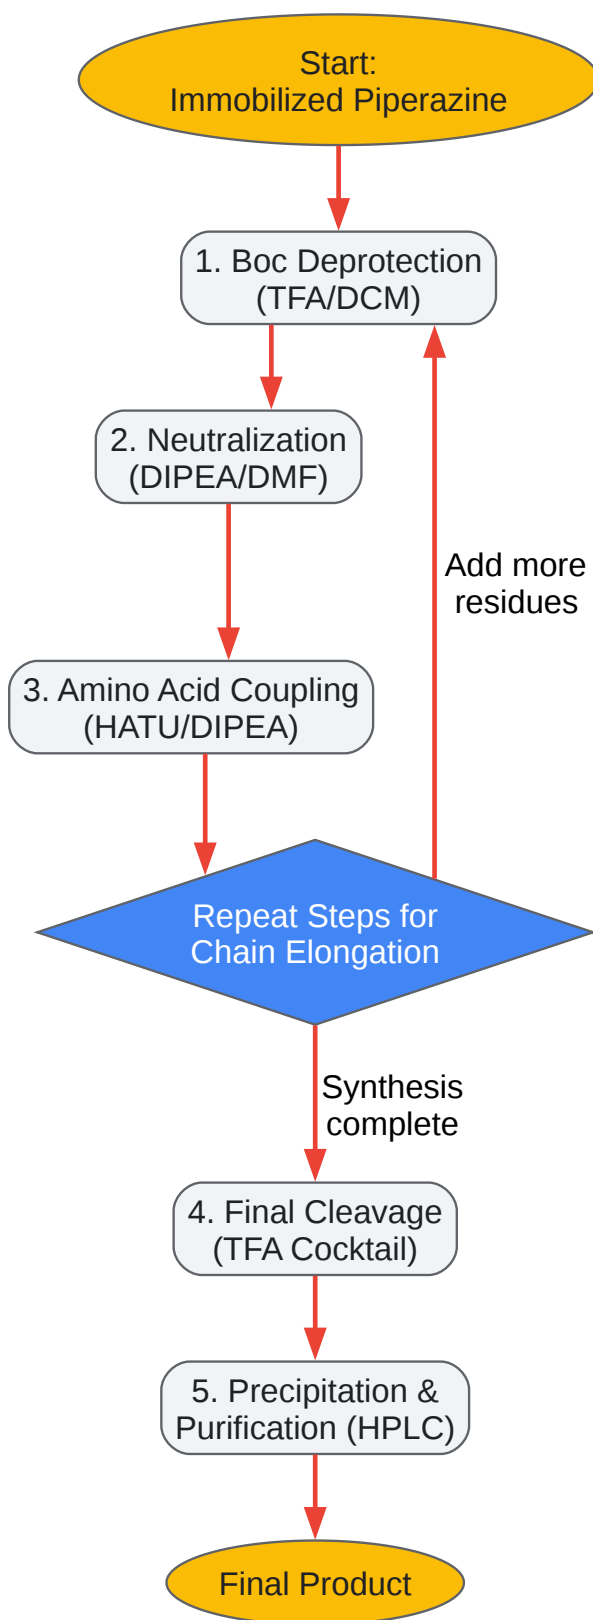 Start:
Immobilized Piperazine
1. Boc Deprotection
(TFA/DCM)
2. Neutralization
(DIPEA/DMF)
Add more
residues
3. Amino Acid Coupling
(HATU/DIPEA)
Repeat Steps for
Chain Elongation
Synthesis
complete
4. Final Cleavage
(TFA Cocktail)
5. Precipitation &
Purification (HPLC)
Final Product